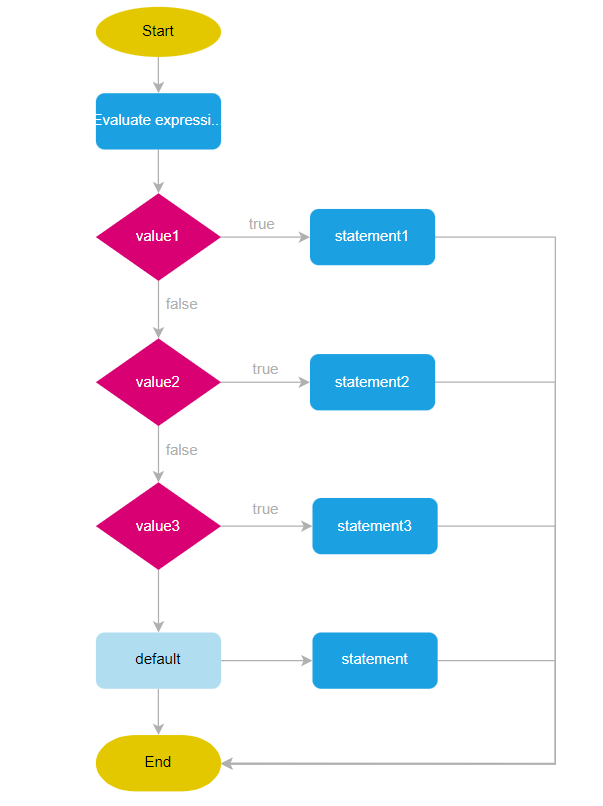 Start
Evaluate expressi..
value1
true
statement1
false
value2
true
statement2
false
value3
true
statement3
default
statement
End